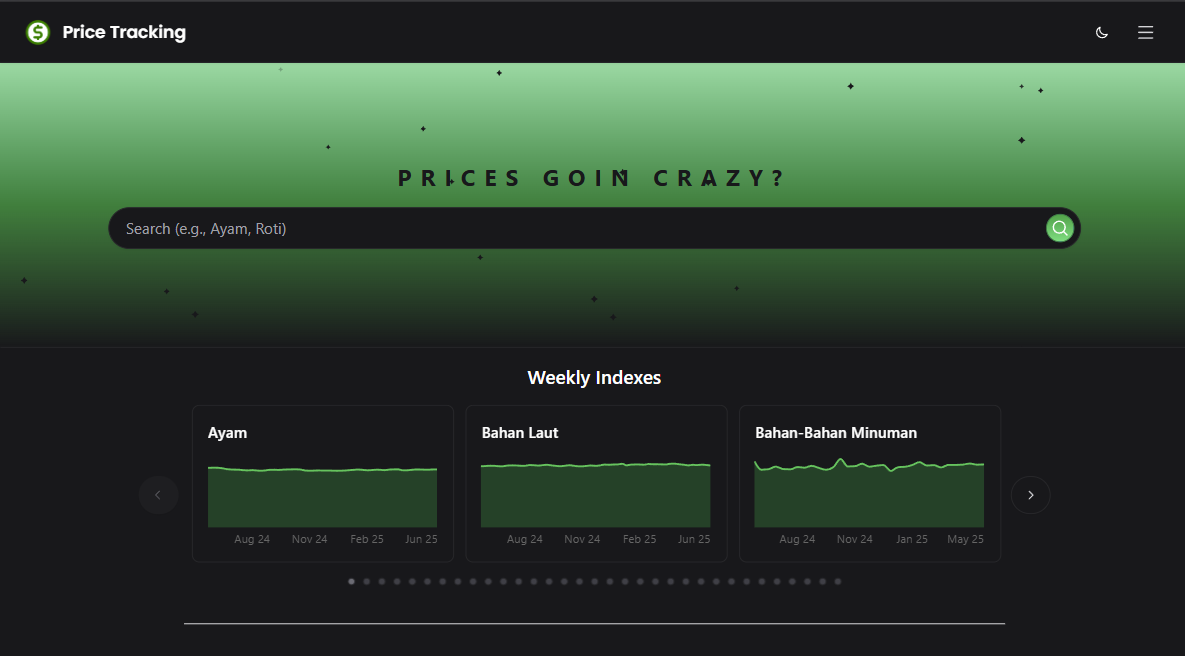 $ Price Tracking
PRICES GOIN CRAZY?
Search (e.g., Ayam, Roti)
Weekly Indexes
Ayam
Aug 24 Nov 24 Feb 25 Jun 25
Bahan Laut
Aug 24 Nov 24 Feb 25 Jun 25
Bahan-Bahan Minuman
Aug 24 Nov 24 Jan 25 May 25